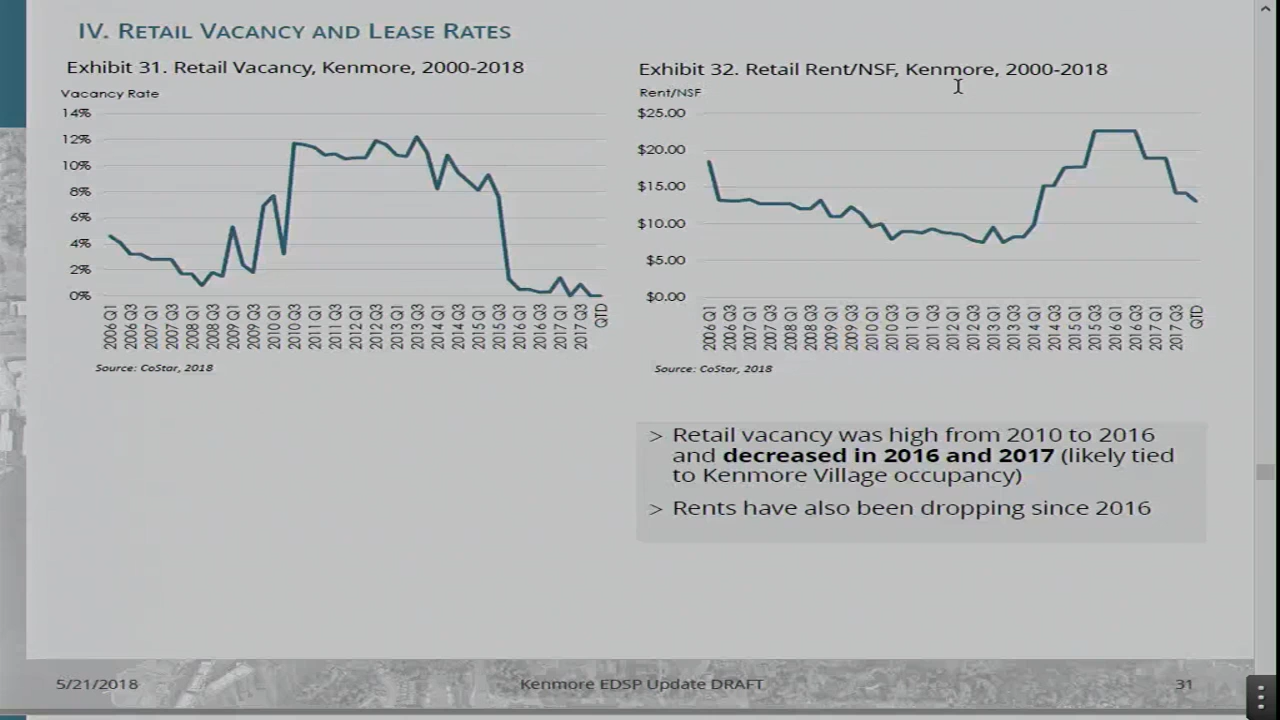 IV. RETAIL VACANCY AND LEASE RATES
Exhibit 31. Retail Vacancy, Kenmore, 2000-2018
Vacancy Rate
14%
12%
10%
8%
6%
4%
2%
0%
2006 Q1
2006 Q3
2007 Q1
2007 Q3
2008 Q1
2008 Q3
2009 Q1
2009 Q3
2010 Q1
2010 Q3
2011 Q1
2011 Q3
2012 Q1
2012 Q3
2013 Q1
2013 Q3
2014 Q1
2014 Q3
2015 Q1
2015 Q3
2016 Q1
2016 Q3
2017 Q1
2017 Q3
QTD
Source: CoStar, 2018
Exhibit 32. Retail Rent/NSF, Kenmore, 2000-2018
Rent/NSF
$25.00
$20.00
$15.00
$10.00
$5.00
$0.00
2006 Q1
2006 Q3
2007 Q1
2007 Q3
2008 Q1
2008 Q3
2009 Q1
2009 Q3
2010 Q1
2010 Q3
2011 Q1
2011 Q3
2012 Q1
2012 Q3
2013 Q1
2013 Q3
2014 Q1
2014 Q3
2015 Q1
2015 Q3
2016 Q1
2016 Q3
2017 Q1
2017 Q3
QTD
Source: CoStar, 2018
> Retail vacancy was high from 2010 to 2016
and decreased in 2016 and 2017 (likely tied
to Kenmore Village occupancy)
> Rents have also been dropping since 2016
5/21/2018
Kenmore EDSP Update DRAFT
31